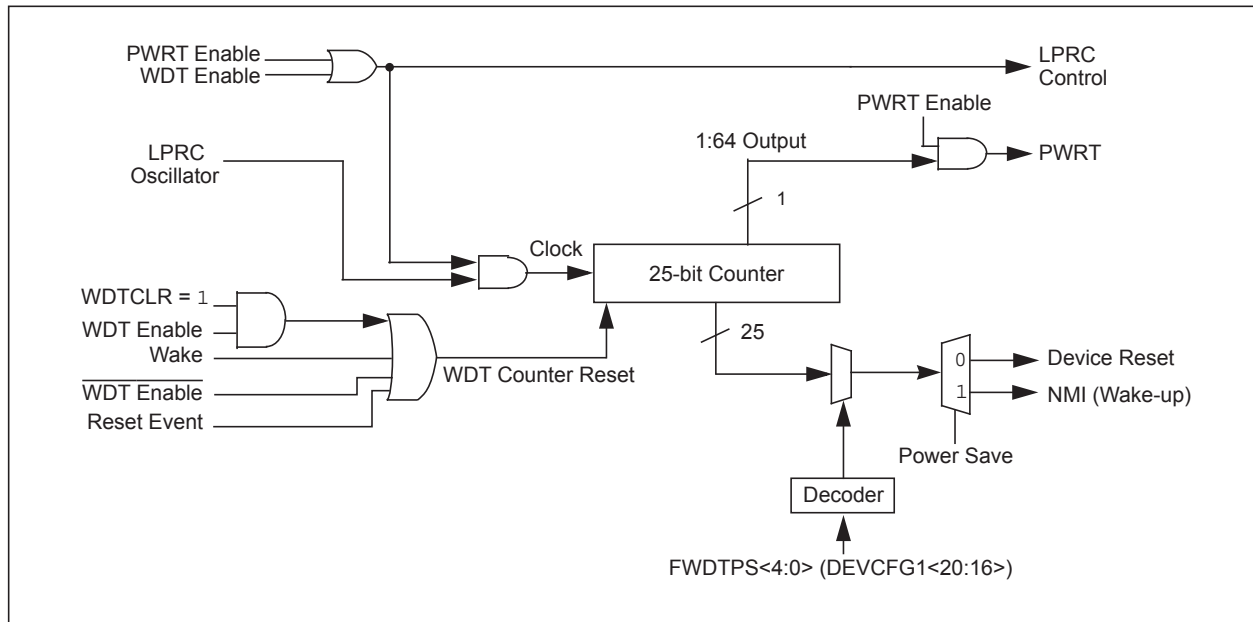 PWRT Enable
WDT Enable
LPRC
Control
PWRT Enable
1:64 Output
PWRT
LPRC
Oscillator
1
Clock
25-bit Counter
WDTCLR = 1
WDT Enable
Wake
WDT Enable
Reset Event
WDT Counter Reset
25
0
1
Device Reset
NMI (Wake-up)
Power Save
Decoder
FWDTPS<4:0> (DEVCFG1<20:16>)